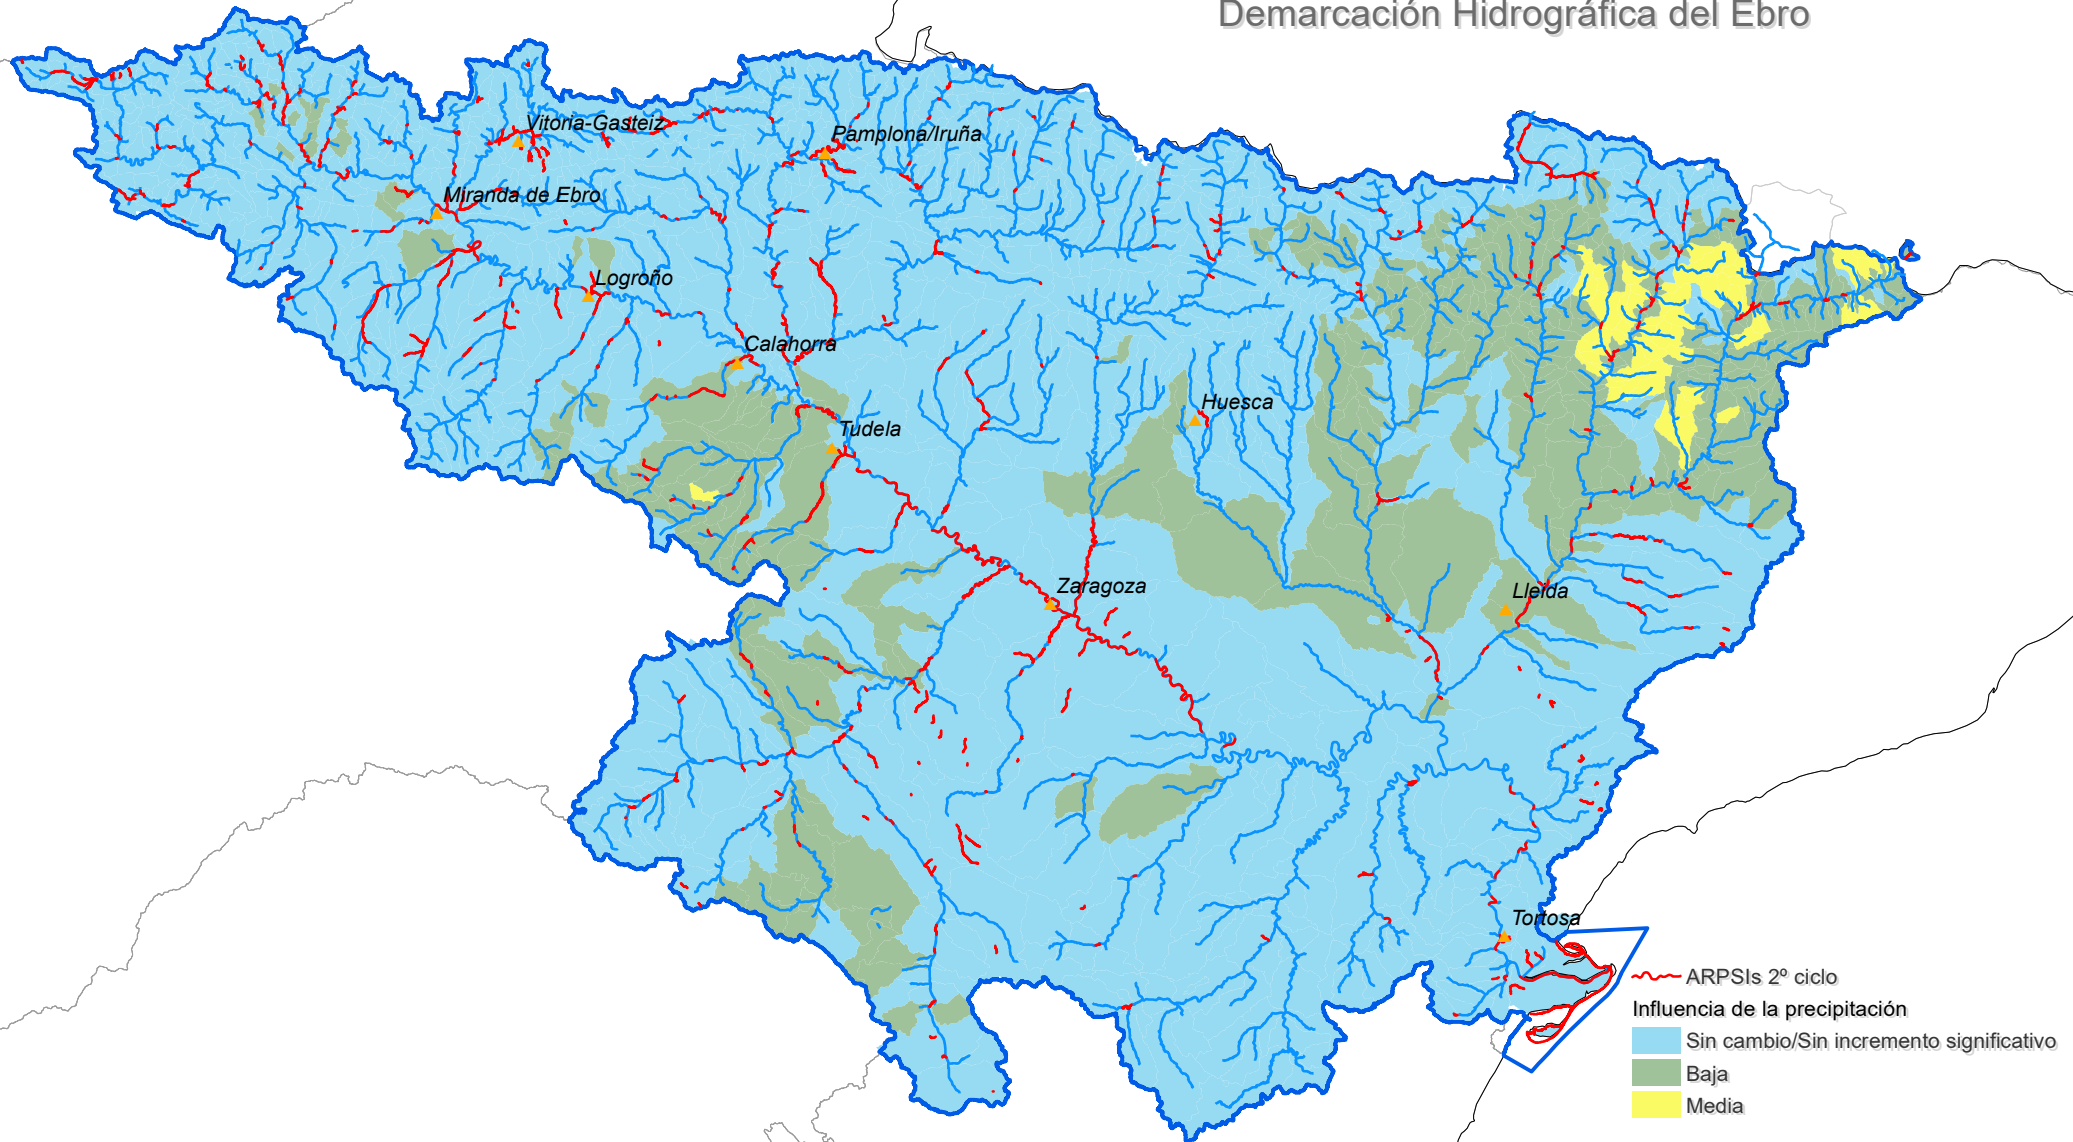 Demarcación Hidrográfica del Ebro
Vitoria-Gasteiz
Pamplona/Iruña
Miranda de Ebro
Logroño
Calahorra
Huesca
Tudela
Zaragoza
Lleida
Tortosa
ARPSIs 2º ciclo
Influencia de la precipitación
Sin cambio/Sin incremento significativo
Baja
Media